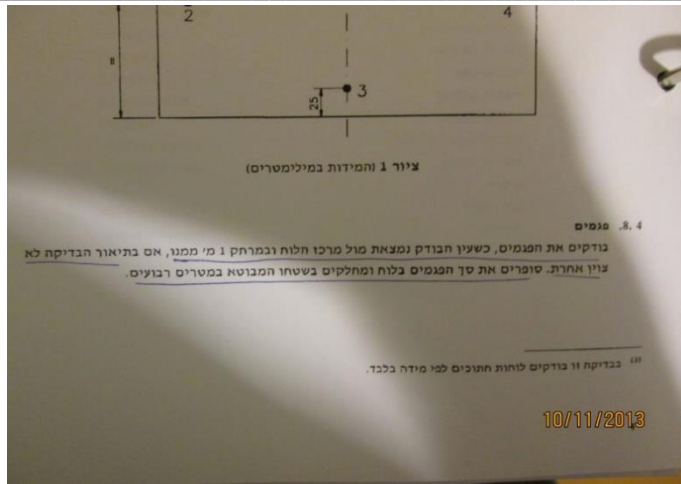 2
4
3
25
ציור 1 (המידות במילימטרים)
8.4. פגמים
בודקים את הפגמים, כשעין הבודק נמצאת מול מרכז הלוח ובמרחק 1 מ' ממנו, אם בתיאור הבדיקה לא
צוין אחרת. סופרים את סך הפגמים בלוח ומחלקים בשטחו המבוטא במטרים רבועים.
בבדיקה זו בודקים לוחות חתוכים לפי מידה בלבד.
10/11/2013